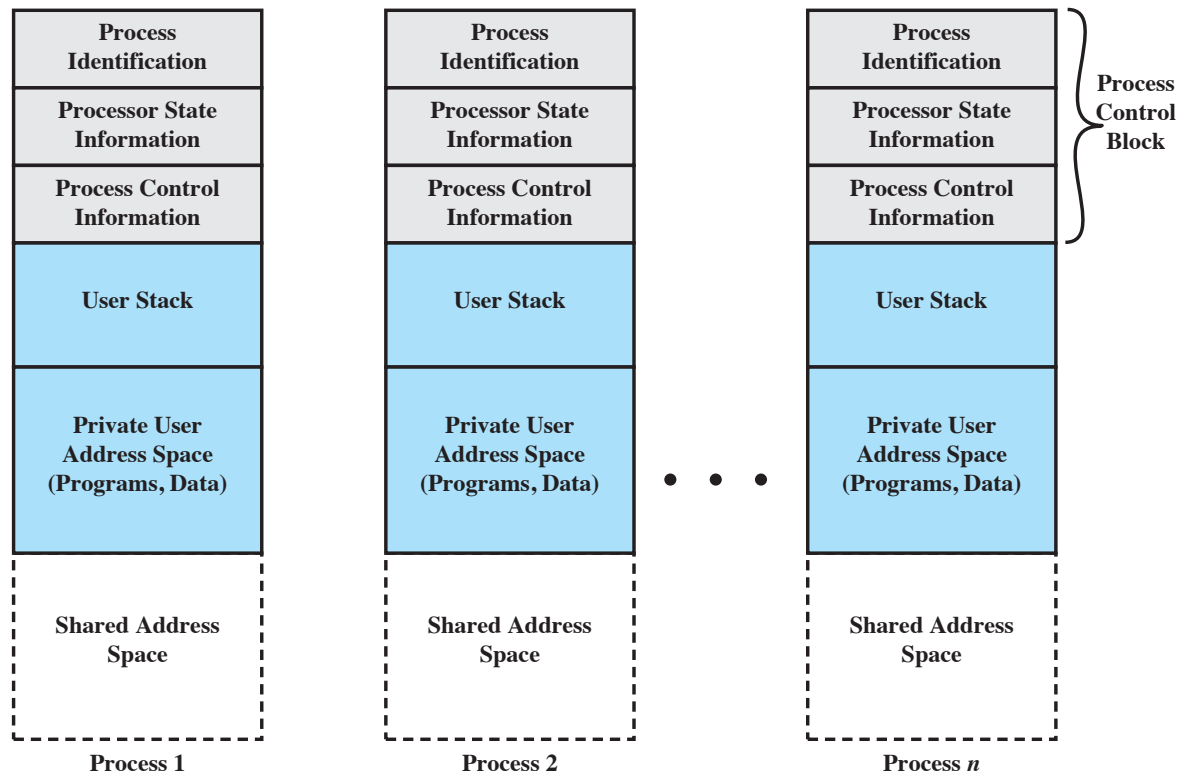 Process
Identification
Processor State
Information
Process Control
Information
User Stack
Private User
Address Space
(Programs, Data)
Shared Address
Space
Process 1
Process
Identification
Processor State
Information
Process Control
Information
User Stack
Private User
Address Space
(Programs, Data)
Shared Address
Space
Process 2
Process
Identification
Processor State
Information
Process Control
Information
User Stack
Private User
Address Space
(Programs, Data)
Shared Address
Space
Process n
Process
Control
Block